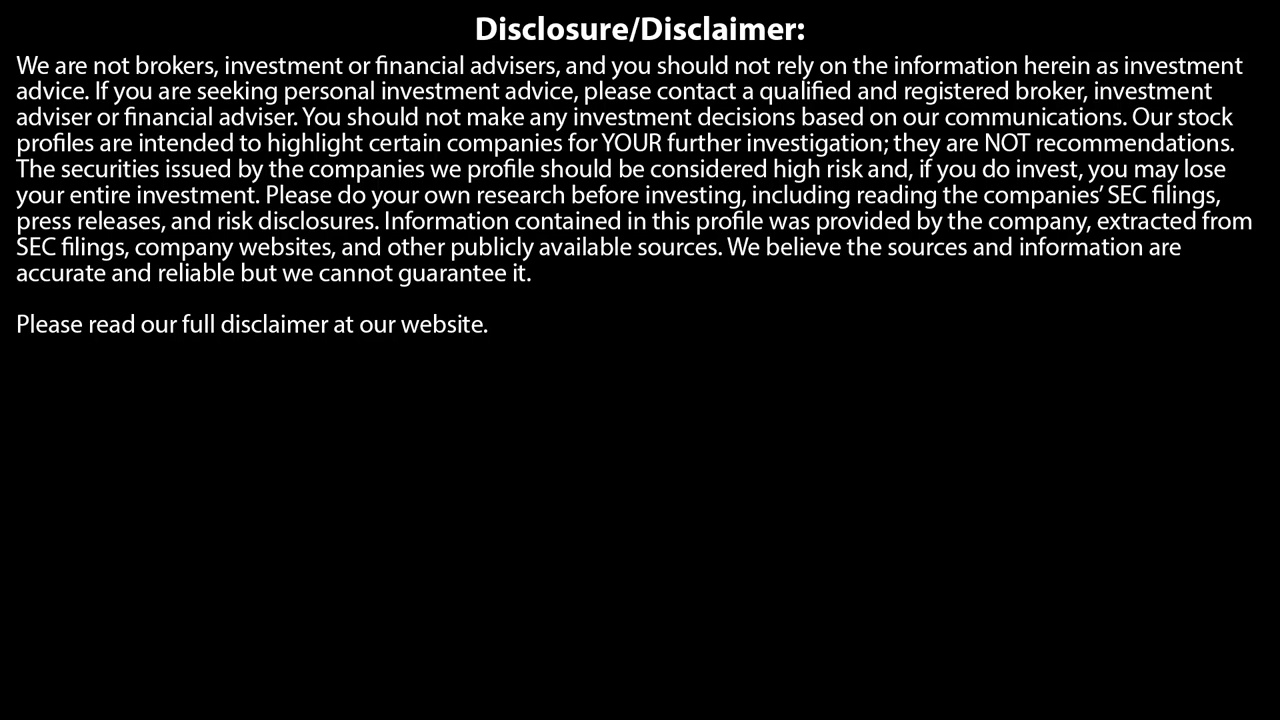 Disclosure/Disclaimer:
We are not brokers, investment or financial advisers, and you should not rely on the information herein as investment
advice. If you are seeking personal investment advice, please contact a qualified and registered broker, investment
adviser or financial adviser. You should not make any investment decisions based on our communications. Our stock
profiles are intended to highlight certain companies for YOUR further investigation; they are NOT recommendations.
The securities issued by the companies we profile should be considered high risk and, if you do invest, you may lose
your entire investment. Please do your own research before investing, including reading the companies’ SEC filings,
press releases, and risk disclosures. Information contained in this profile was provided by the company, extracted from
SEC filings, company websites, and other publicly available sources. We believe the sources and information are
accurate and reliable but we cannot guarantee it.
Please read our full disclaimer at our website.